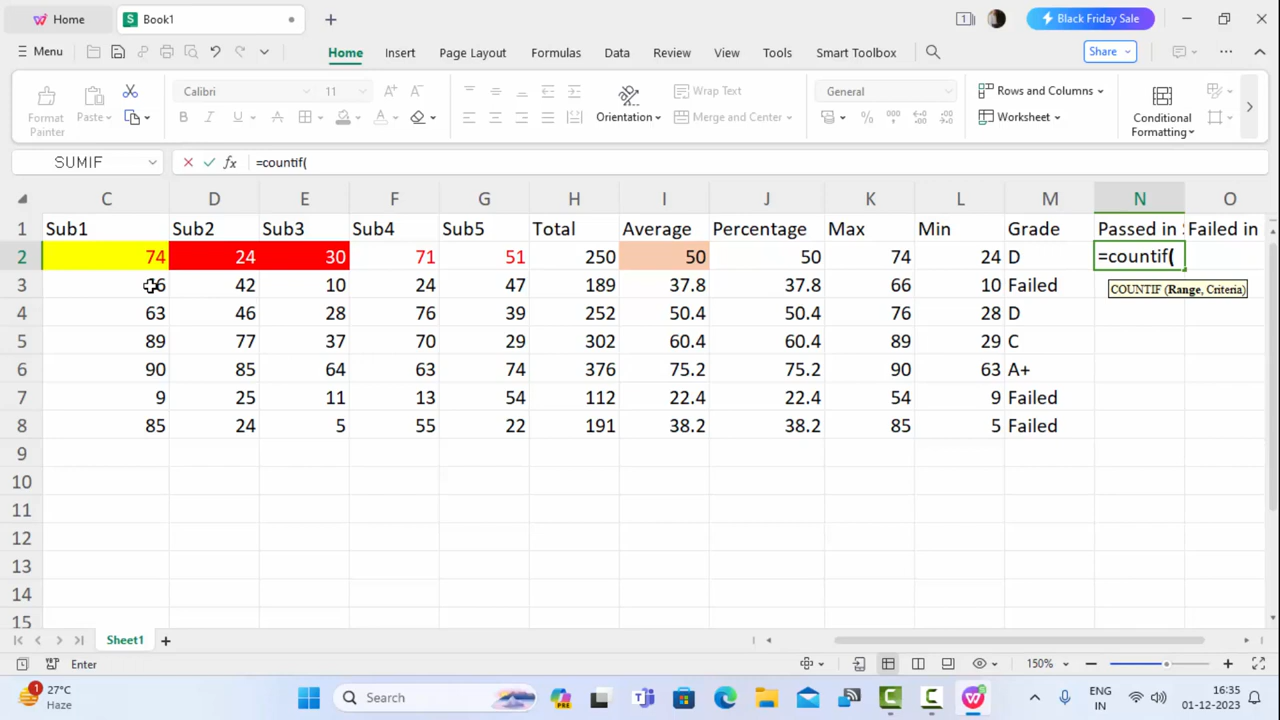 Home Book1
1 Black Friday Sale
Menu Home Insert Page Layout Formulas Data Review View Tools Smart Toolbox Share
Calibri 11 Wrap Text General Rows and Columns
Format Painter Paste B I U A Orientation Merge and Center % Worksheet Conditional Formatting
SUMIF fx =countif(
C D E F G H I J K L M N O
1 Sub1 Sub2 Sub3 Sub4 Sub5 Total Average Percentage Max Min Grade Passed in Failed in
2 74 24 30 71 51 250 50 50 74 24 D =countif(
3 42 10 24 47 189 37.8 37.8 66 10 Failed COUNTIF (Range, Criteria)
4 63 46 28 76 39 252 50.4 50.4 76 28 D
5 89 77 37 70 29 302 60.4 60.4 89 29 C
6 90 85 64 63 74 376 75.2 75.2 90 63 A+
7 9 25 11 13 54 112 22.4 22.4 54 9 Failed
8 85 24 5 55 22 191 38.2 38.2 85 5 Failed
9
10
11
12
13
14
15
Sheet1
Enter 150%
1 27°C Search PRE ENG 16:35
Haze IN 01-12-2023